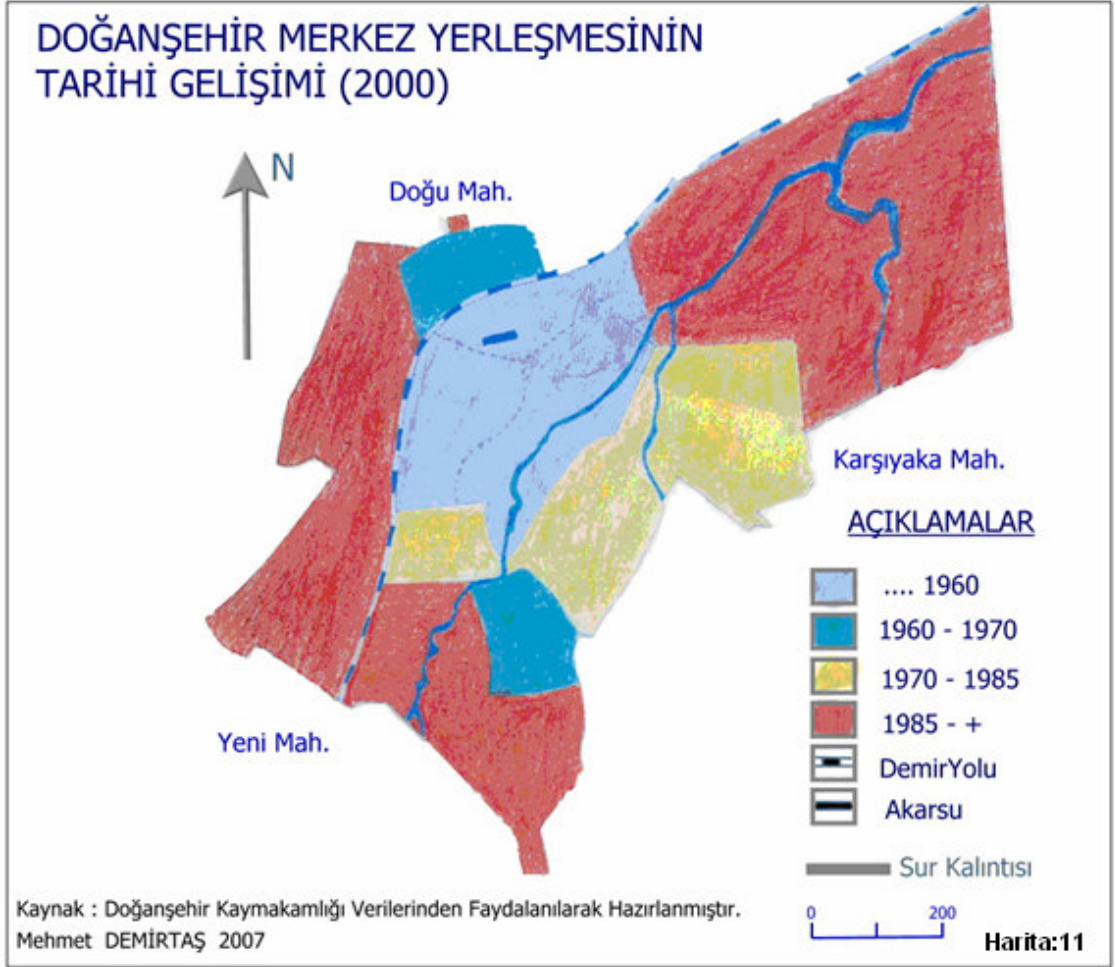 DOĞANŞEHİR MERKEZ YERLEŞMESİNİN
TARİHİ GELİŞİMİ (2000)
N
Doğu Mah.
Karşıyaka Mah.
Yeni Mah.
AÇIKLAMALAR
.... 1960
1960 - 1970
1970 - 1985
1985 - +
DemirYolu
Akarsu
Sur Kalıntısı
0 200
Kaynak : Doğanşehir Kaymakamlığı Verilerinden Faydalanılarak Hazırlanmıştır.
Mehmet DEMİRTAŞ 2007
Harita:11